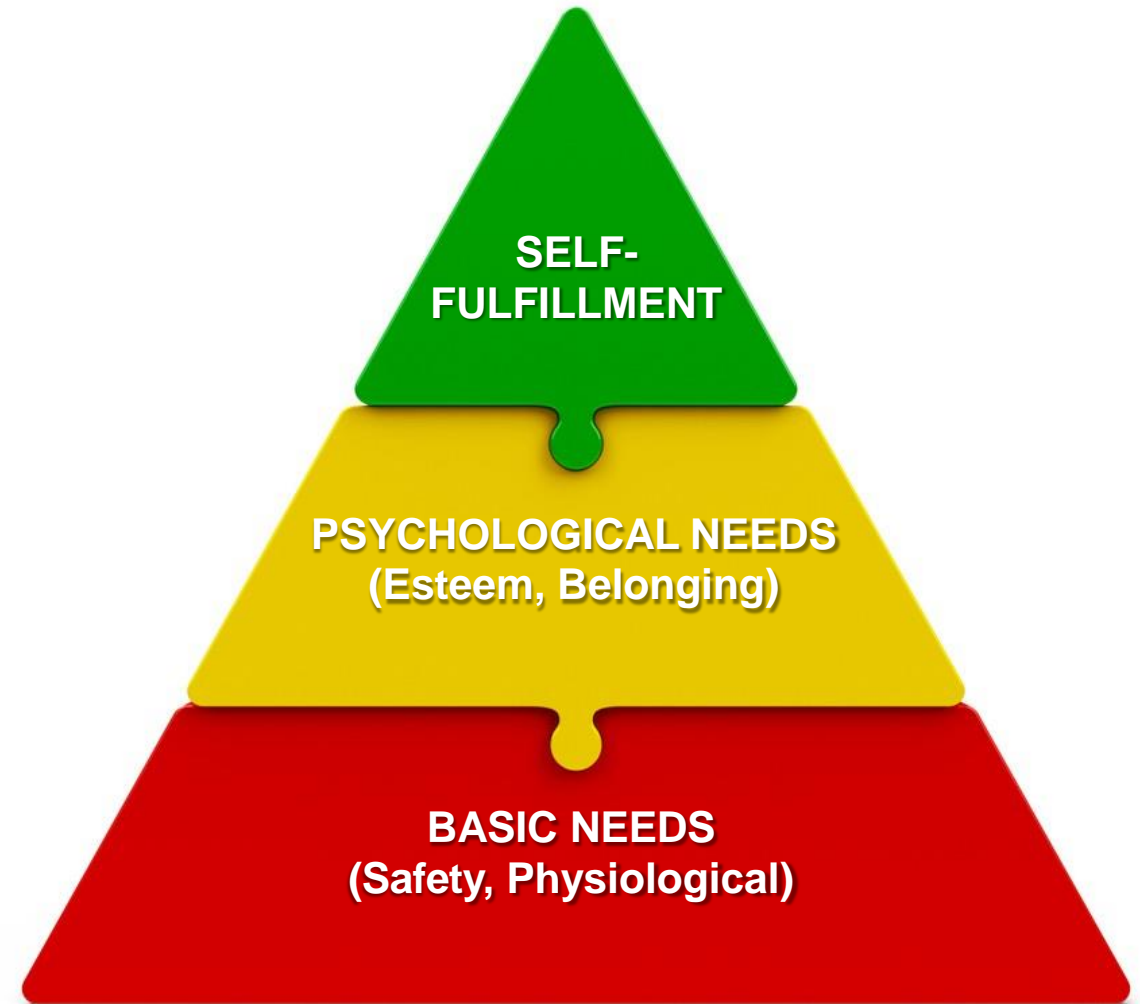 SELF-
FULFILLMENT
PSYCHOLOGICAL NEEDS
(Esteem, Belonging)
BASIC NEEDS
(Safety, Physiological)